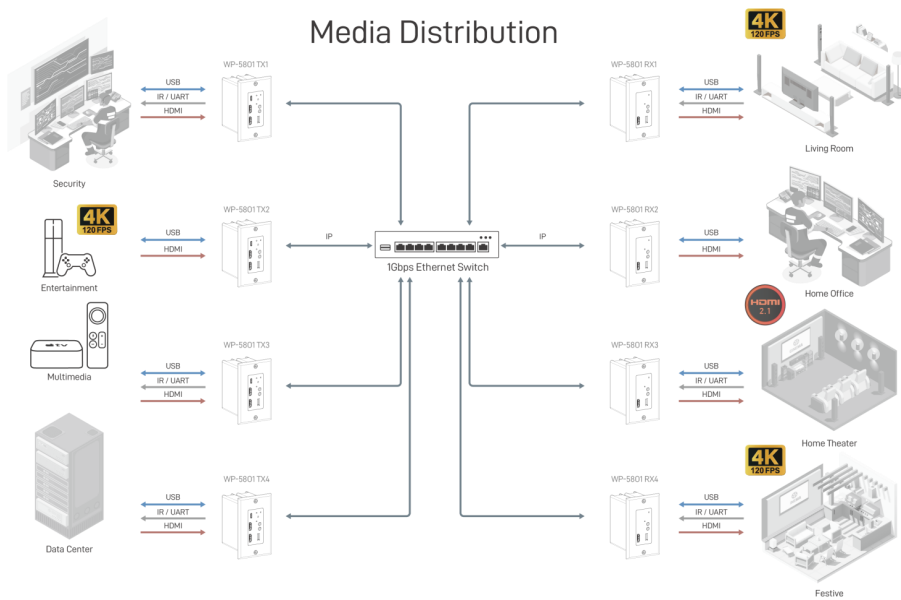 Media Distribution
WP-5801 TX1
USB
IR / UART
HDMI
Security
WP-5801 RX1
USB
IR / UART
HDMI
4K
120 FPS
Living Room
4K
120 FPS
WP-5801 TX2
USB
HDMI
Entertainment
IP
1Gbps Ethernet Switch
IP
WP-5801 RX2
USB
HDMI
Home Office
tv
Multimedia
WP-5801 TX3
USB
IR / UART
HDMI
WP-5801 RX3
USB
IR / UART
HDMI
HDMI
2.1
Home Theater
Data Center
WP-5801 TX4
USB
IR / UART
HDMI
WP-5801 RX4
USB
IR / UART
HDMI
4K
120 FPS
Festive